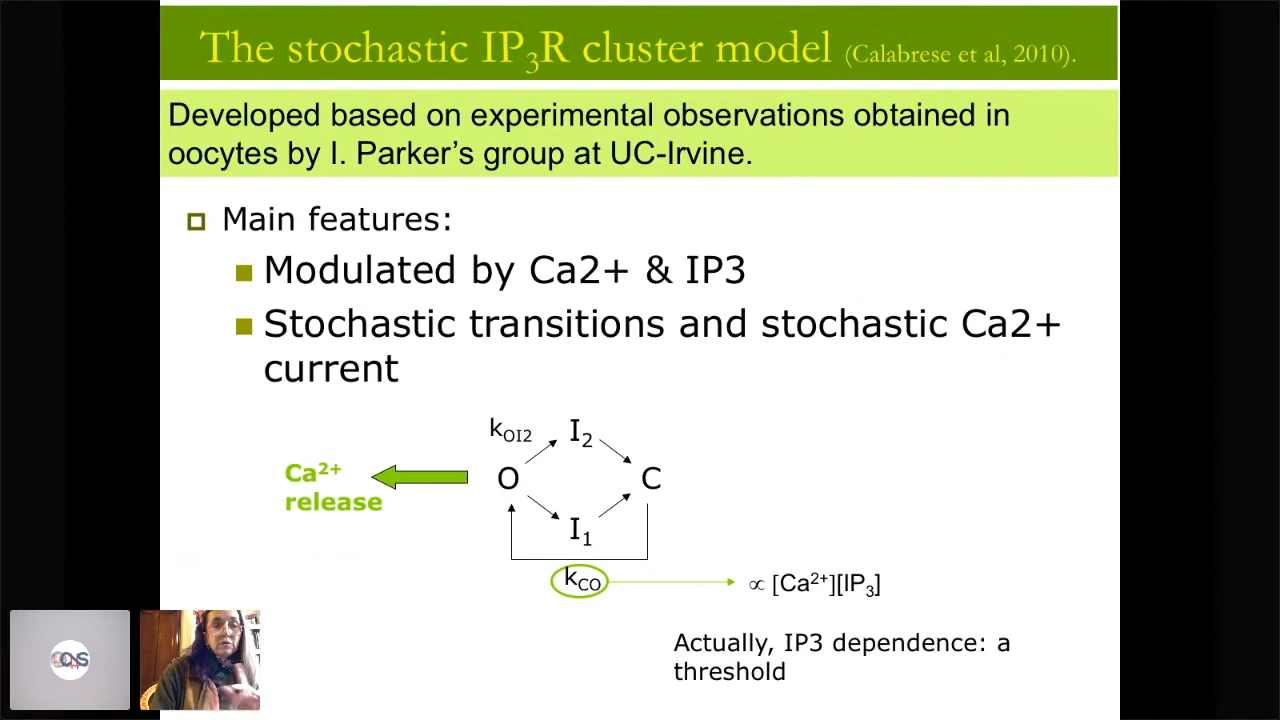 The stochastic IP₃R cluster model (Calabrese et al, 2010).
Developed based on experimental observations obtained in
oocytes by I. Parker's group at UC-Irvine.
Main features:
Modulated by Ca2+ & IP3
Stochastic transitions and stochastic Ca2+
current
k_OI2
I₂
Ca²⁺
release
O
C
I₁
k_CO
∝ [Ca²⁺][IP₃]
Actually, IP3 dependence: a
threshold